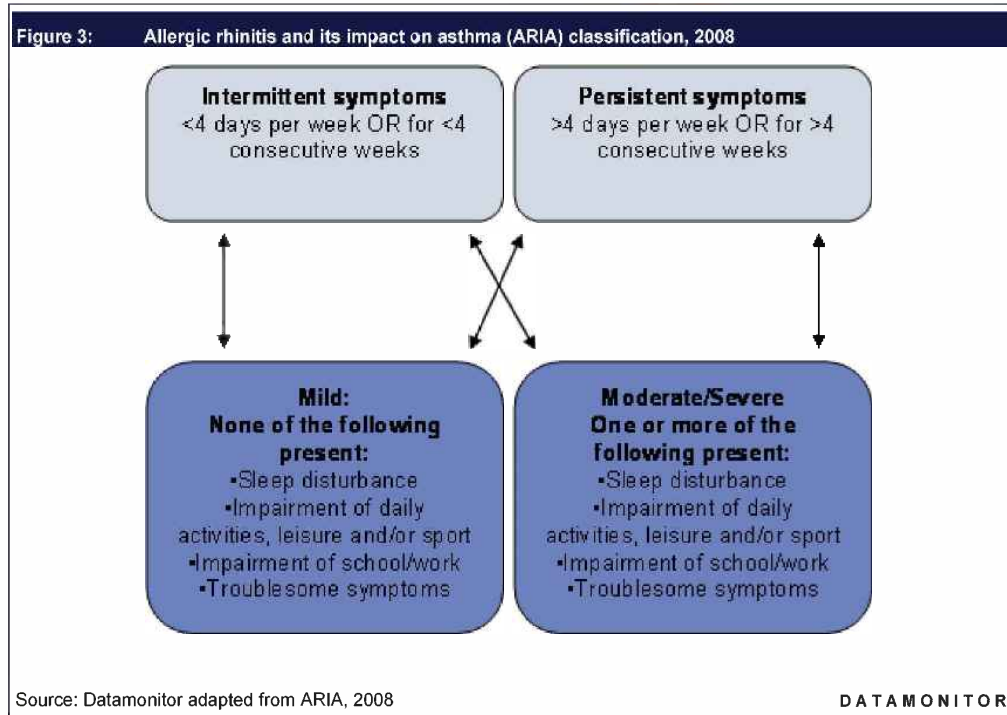 Figure 3: Allergic rhinitis and its impact on asthma (ARIA) classification, 2008
Intermittent symptoms
<4 days per week OR for <4
consecutive weeks
Persistent symptoms
>4 days per week OR for >4
consecutive weeks
Mild:
None of the following
present:
▪Sleep disturbance
▪Impairment of daily
activities, leisure and/or sport
▪Impairment of school/work
▪Troublesome symptoms
Moderate/Severe
One or more of the
following present:
▪Sleep disturbance
▪Impairment of daily
activities, leisure and/or sport
▪Impairment of school/work
▪Troublesome symptoms
Source: Datamonitor adapted from ARIA, 2008
DATAMONITOR